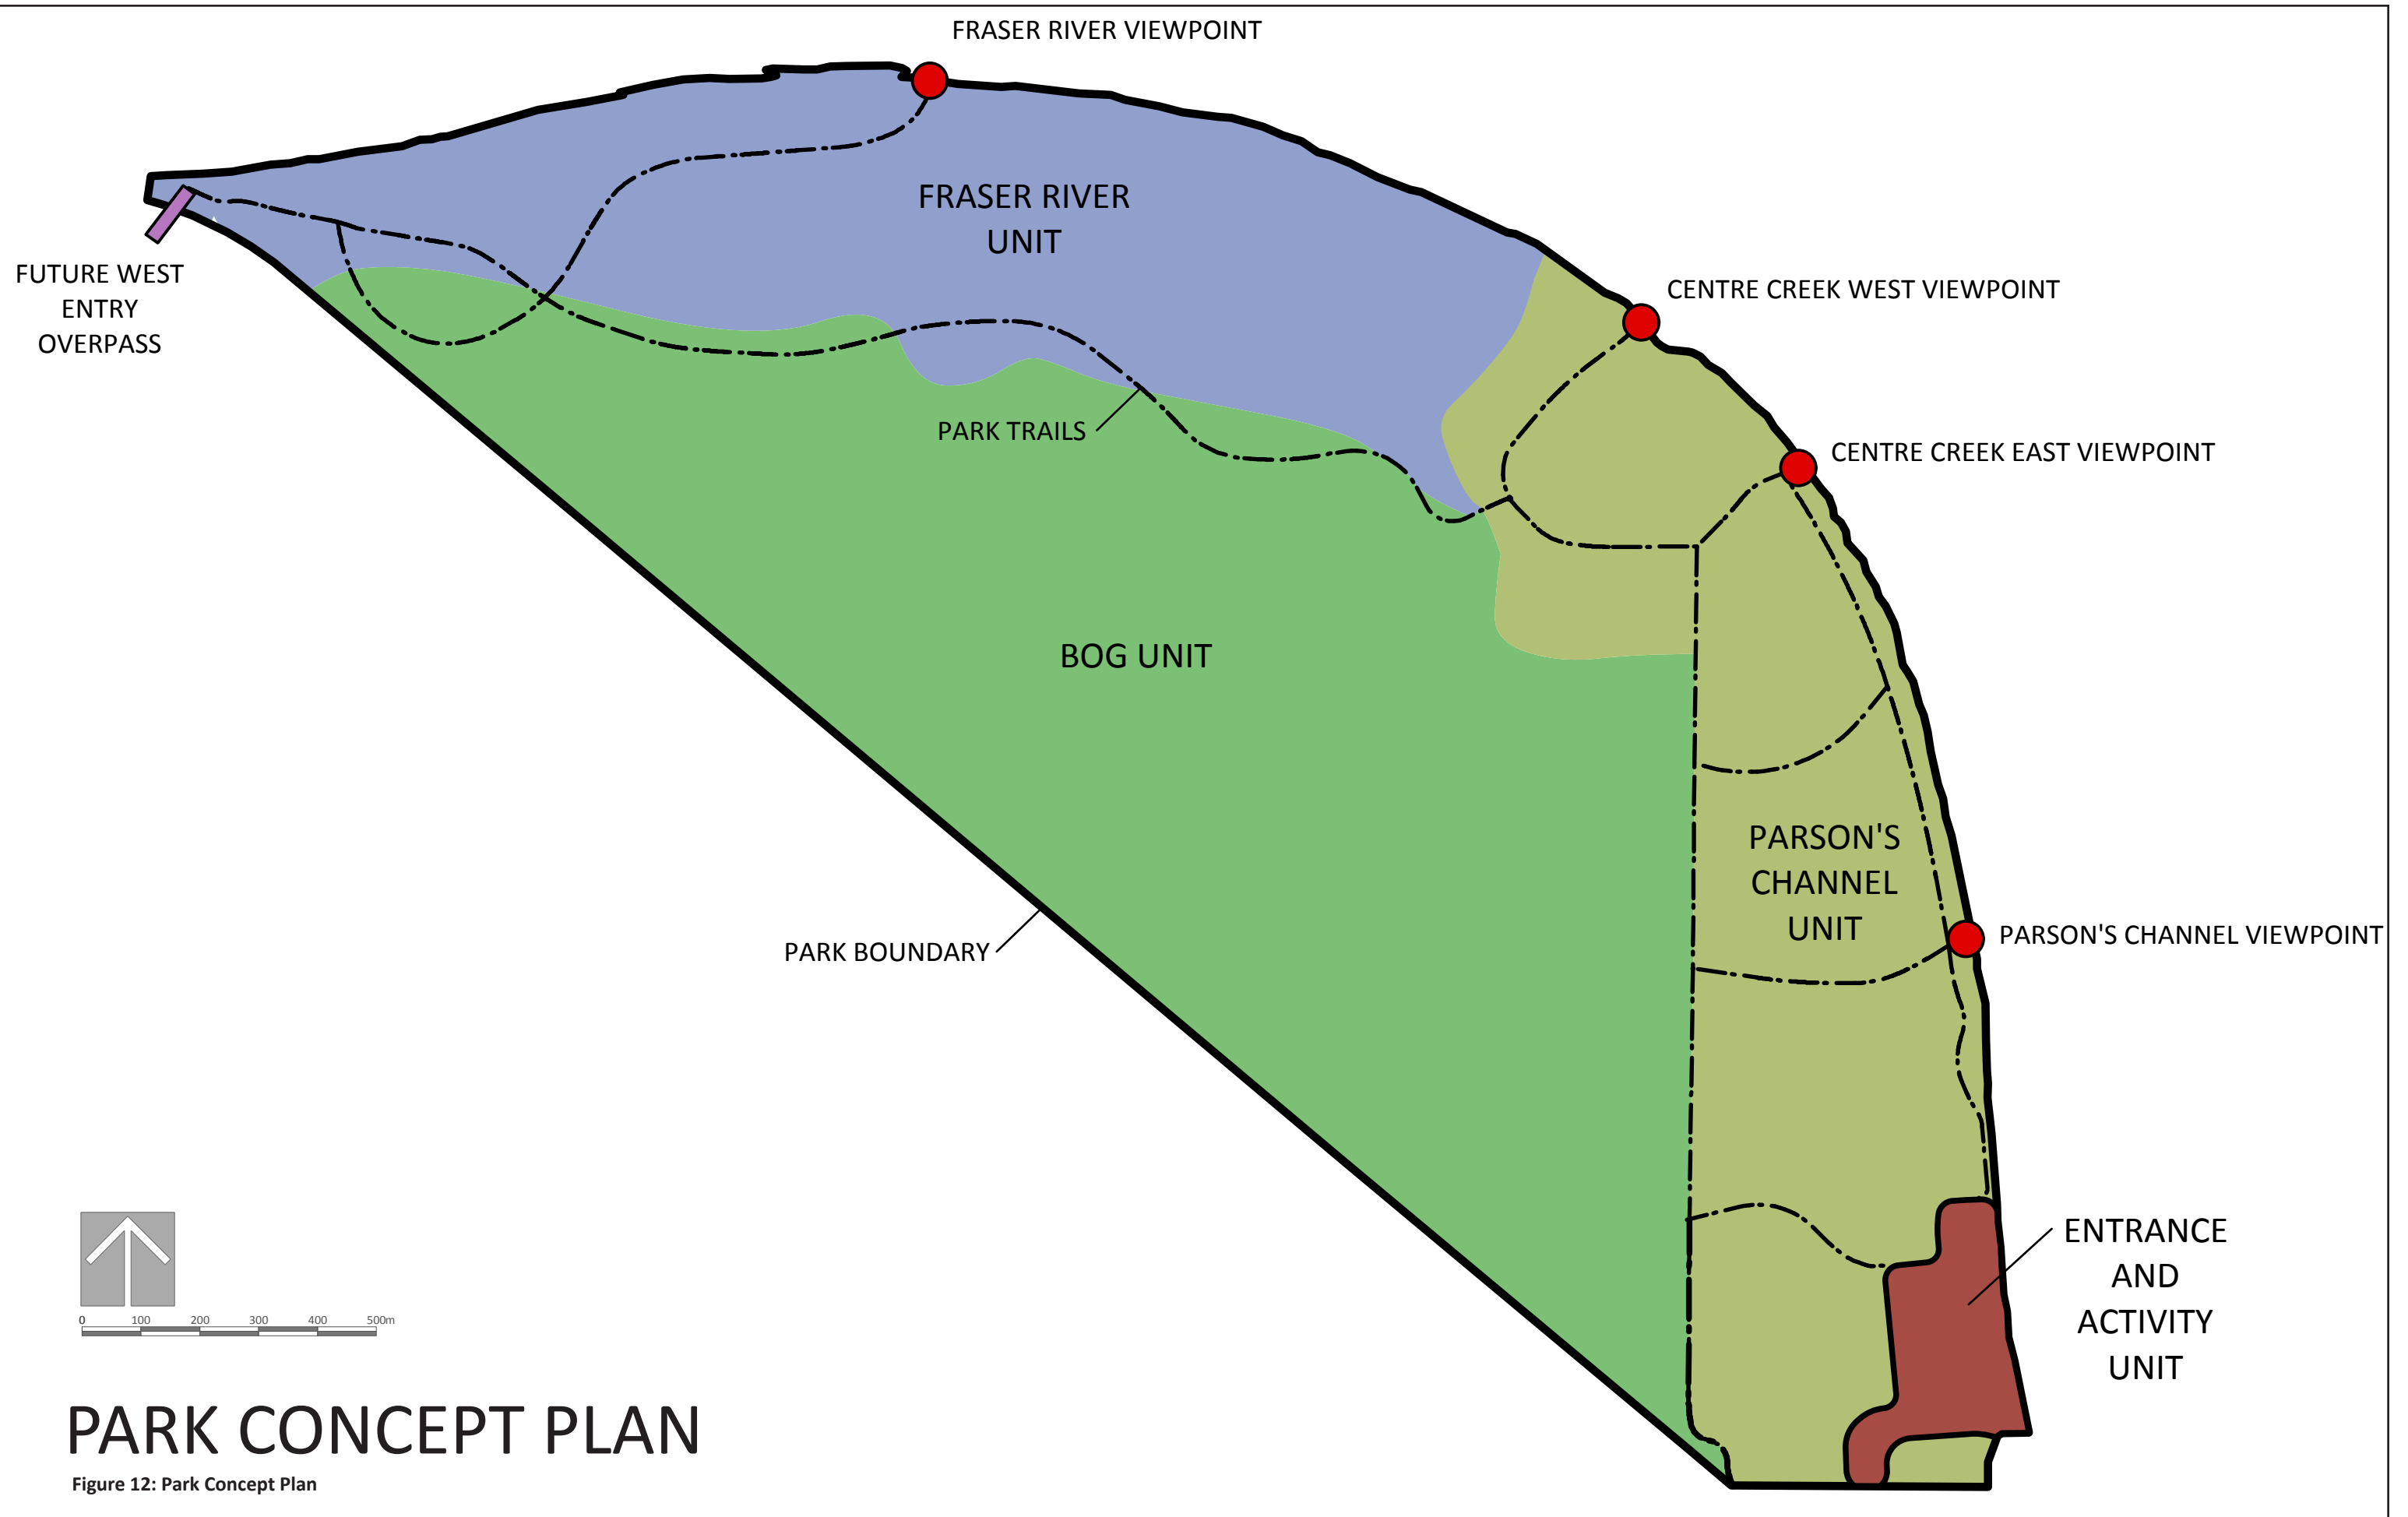 FRASER RIVER VIEWPOINT
FRASER RIVER
UNIT
FUTURE WEST
ENTRY
OVERPASS
CENTRE CREEK WEST VIEWPOINT
PARK TRAILS
CENTRE CREEK EAST VIEWPOINT
BOG UNIT
PARSON'S
CHANNEL
UNIT
PARSON'S CHANNEL VIEWPOINT
PARK BOUNDARY
ENTRANCE
AND
ACTIVITY
UNIT
0 100 200 300 400 500m
PARK CONCEPT PLAN
Figure 12: Park Concept Plan